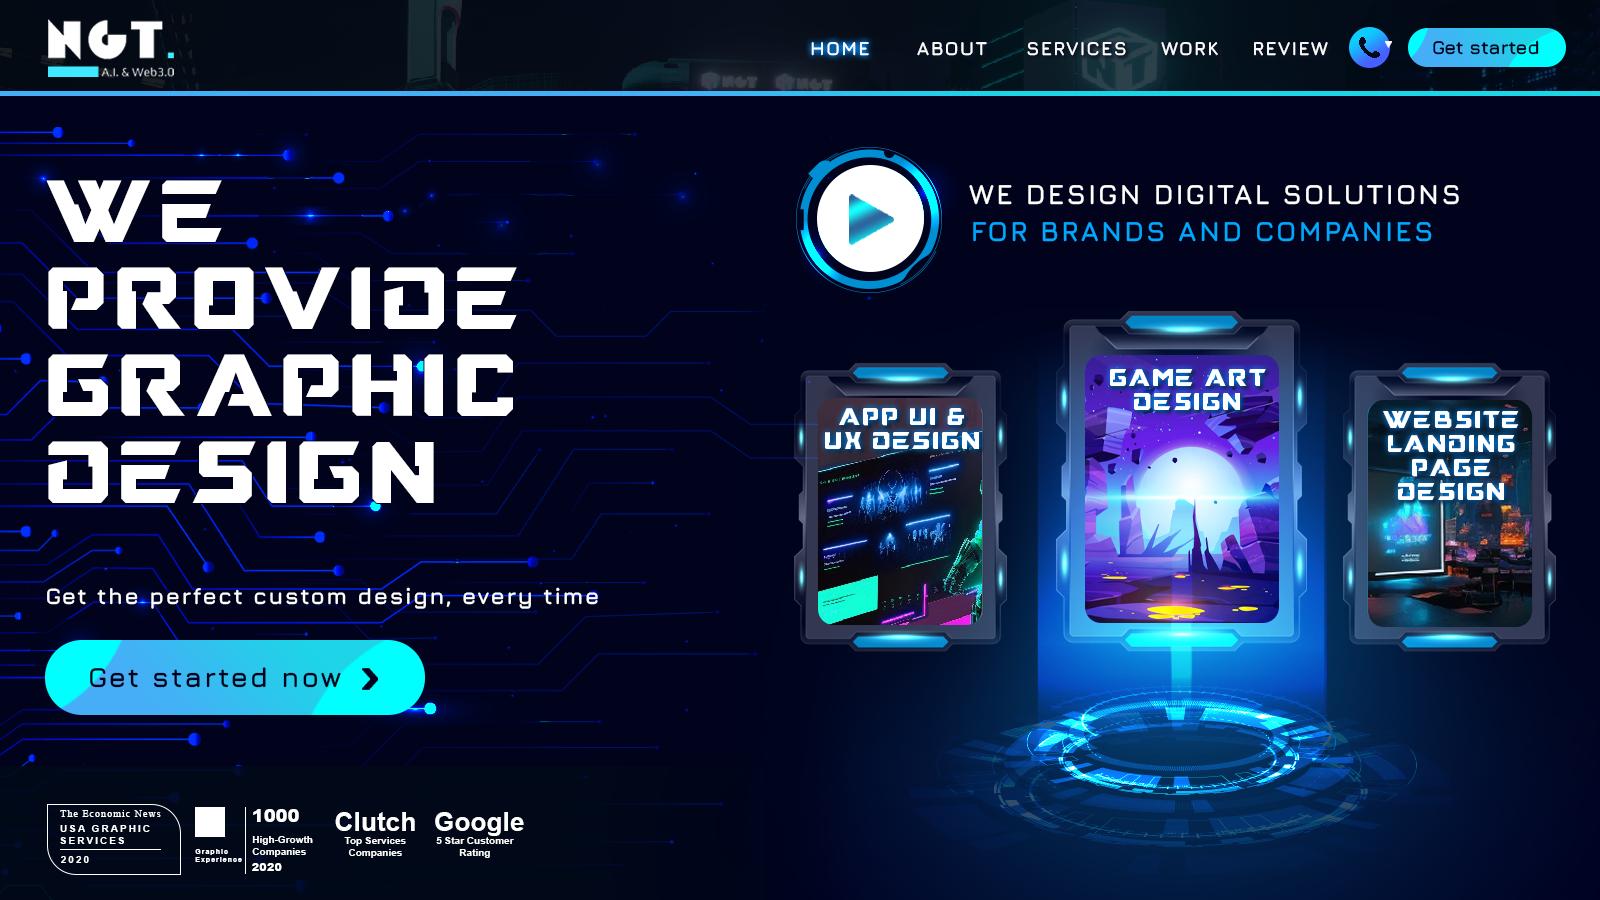 NGT.
A.I. & Web3.0
HOME
ABOUT
SERVICES
WORK
REVIEW
Get started
WE
PROVIDE
GRAPHIC
DESIGN
Get the perfect custom design, every time
Get started now
WE DESIGN DIGITAL SOLUTIONS
FOR BRANDS AND COMPANIES
APP UI &
UX DESIGN
GAME ART
DESIGN
WEBSITE
LANDING
PAGE
DESIGN
The Economic News
USA GRAPHIC
SERVICES
2020
Graphic
Experience
1000
High-Growth
Companies
2020
Clutch
Top Services
Companies
Google
5 Star Customer
Rating